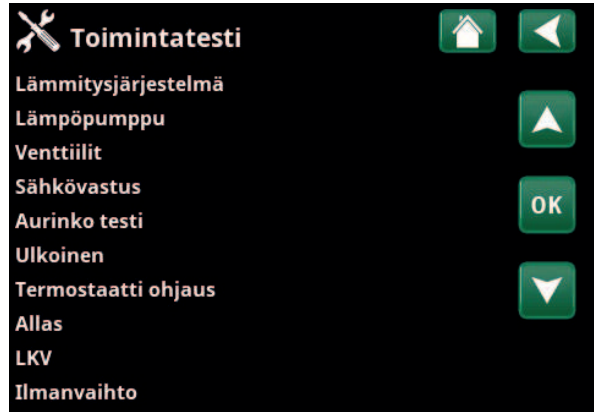 Toimintatesti
Lämmitysjärjestelmä
Lämpöpumppu
Venttiilit
Sähkövastus
OK
Aurinko testi
Ulkoinen
Termostaatti ohjaus
Allas
LKV
Ilmanvaihto